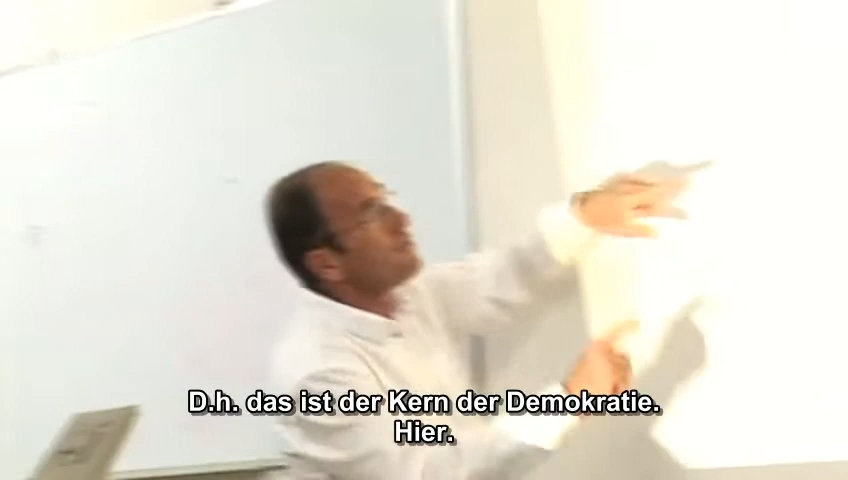 D.h. das ist der Kern der Demokratie.
Hier.